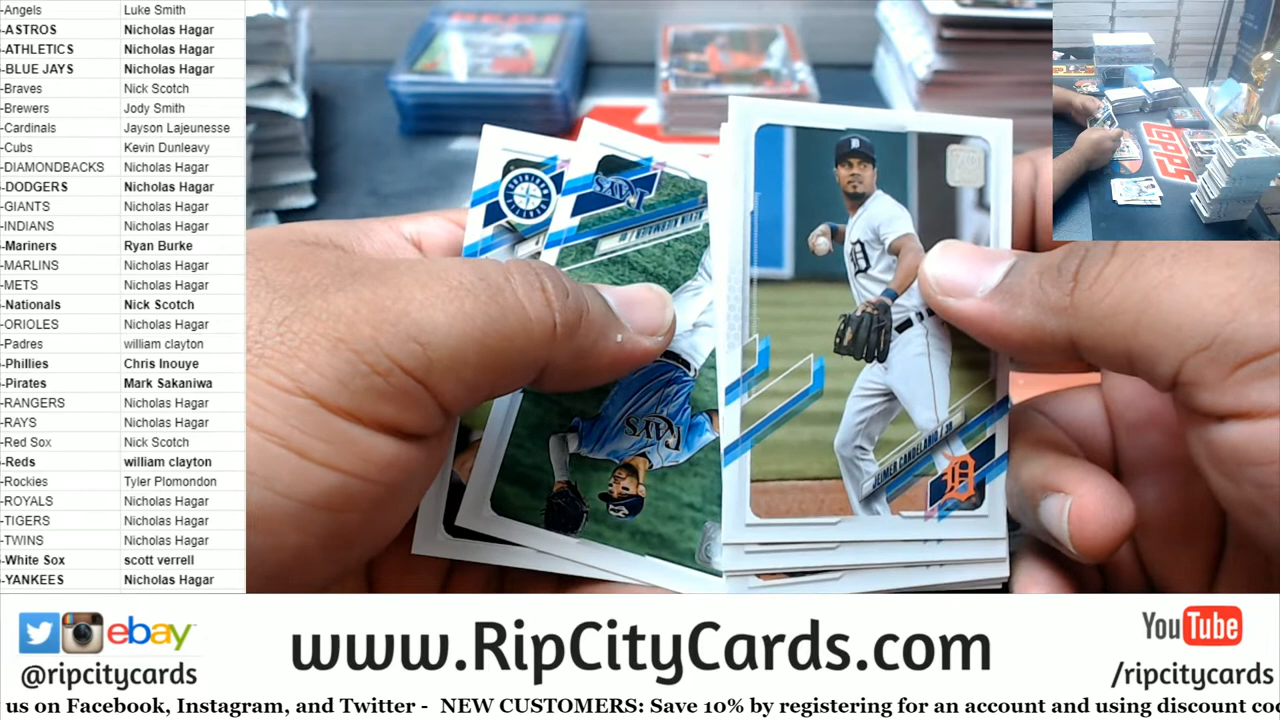 -Angels Luke Smith
-ASTROS Nicholas Hagar
-ATHLETICS Nicholas Hagar
-BLUE JAYS Nicholas Hagar
-Braves Nick Scotch
-Brewers Jody Smith
-Cardinals Jayson Lajeunesse
-Cubs Kevin Dunleavy
-DIAMONDBACKS Nicholas Hagar
-DODGERS Nicholas Hagar
-GIANTS Nicholas Hagar
-INDIANS Nicholas Hagar
-Mariners Ryan Burke
-MARLINS Nicholas Hagar
-METS Nicholas Hagar
-Nationals Nick Scotch
-ORIOLES Nicholas Hagar
-Padres william clayton
-Phillies Chris Inouye
-Pirates Mark Sakaniwa
-RANGERS Nicholas Hagar
-RAYS Nicholas Hagar
-Red Sox Nick Scotch
-Reds william clayton
-Rockies Tyler Plomondon
-ROYALS Nicholas Hagar
-TIGERS Nicholas Hagar
-TWINS Nicholas Hagar
-White Sox scott verrell
-YANKEES Nicholas Hagar
RAYS
RAYS
D
JEIMER CANDELARIO / 3B
D
TOPPS
ebay
@ripcitycards
www.RipCityCards.com
YouTube
/ripcitycards
us on Facebook, Instagram, and Twitter - NEW CUSTOMERS: Save 10% by registering for an account and using discount